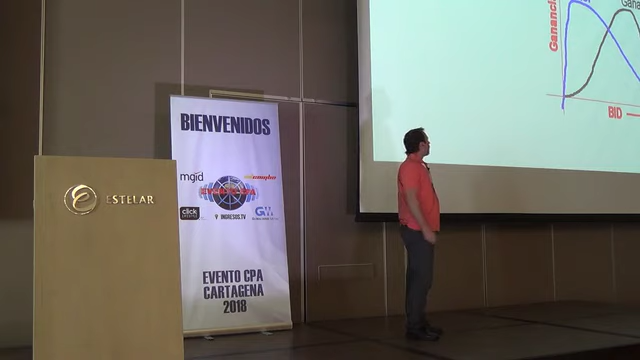 BIENVENIDOS
mgid
click
INGRESOS.TV
EVENTO CPA
CARTAGENA
2018
ESTELAR
Ganancia
BID